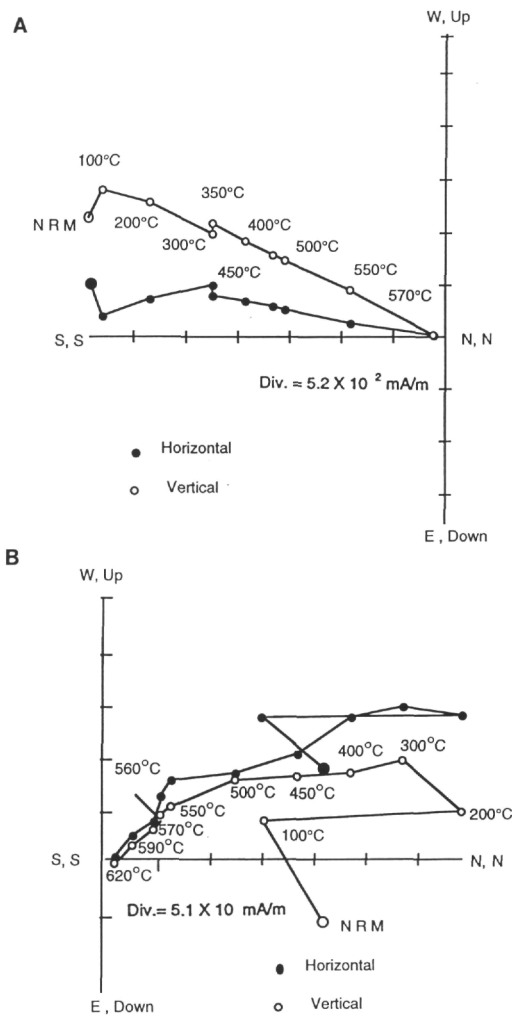 A
W, Up
100°C
350°C
NRM
200°C
400°C
300°C
500°C
450°C
550°C
570°C
S, S
N, N
Div. = 5.2 X 10 2 mA/m
Horizontal
Vertical
E , Down
B
W, Up
300°C
400°C
560°C
500°C
450°C
550°C
200°C
570°C
100°C
590°C
S, S
N, N
620°C
Div.= 5.1 X 10 mA/m
NRM
Horizontal
Vertical
E , Down